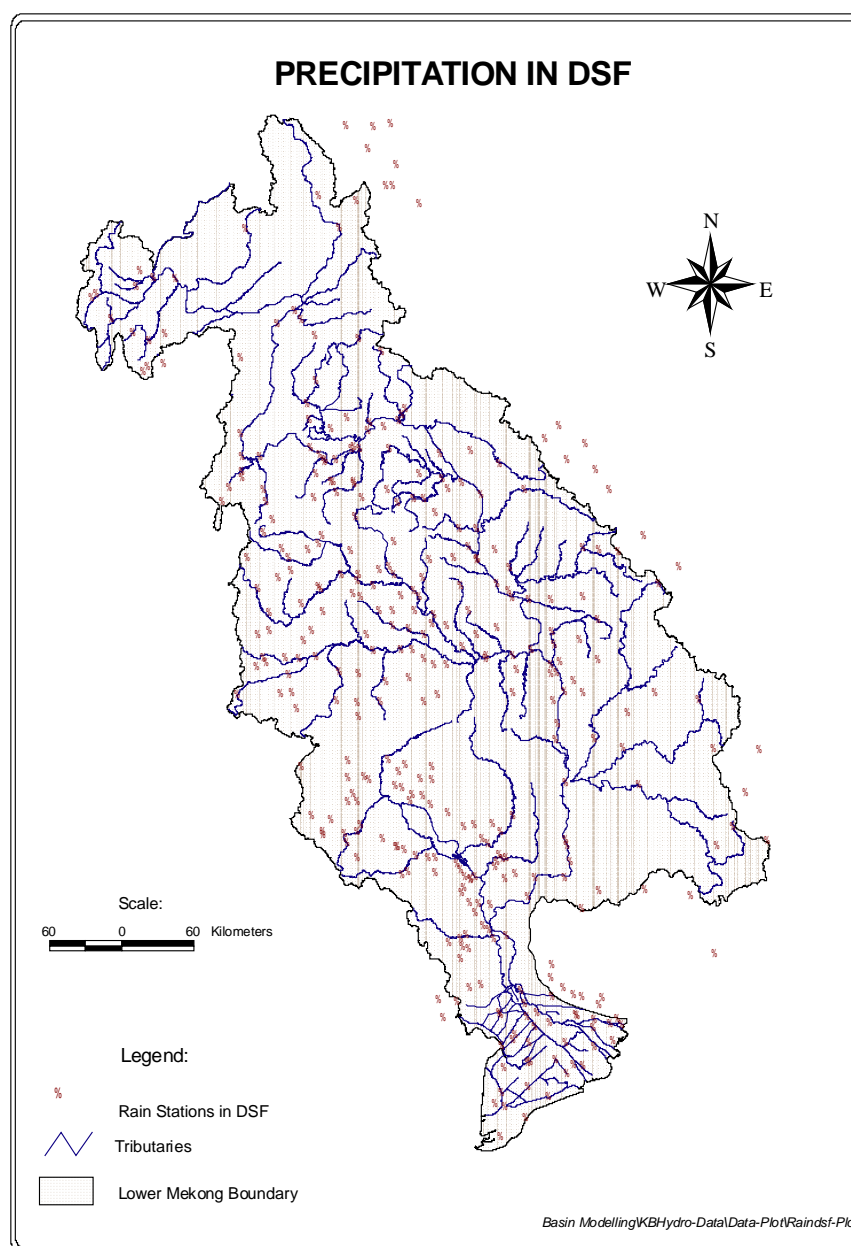 PRECIPITATION IN DSF
N
W E
S
Scale:
60 0 60 Kilometers
Legend:
% Rain Stations in DSF
Tributaries
Lower Mekong Boundary
Basin Modelling\KBHydro-Data\Data-Plot\Raindsf-Plo